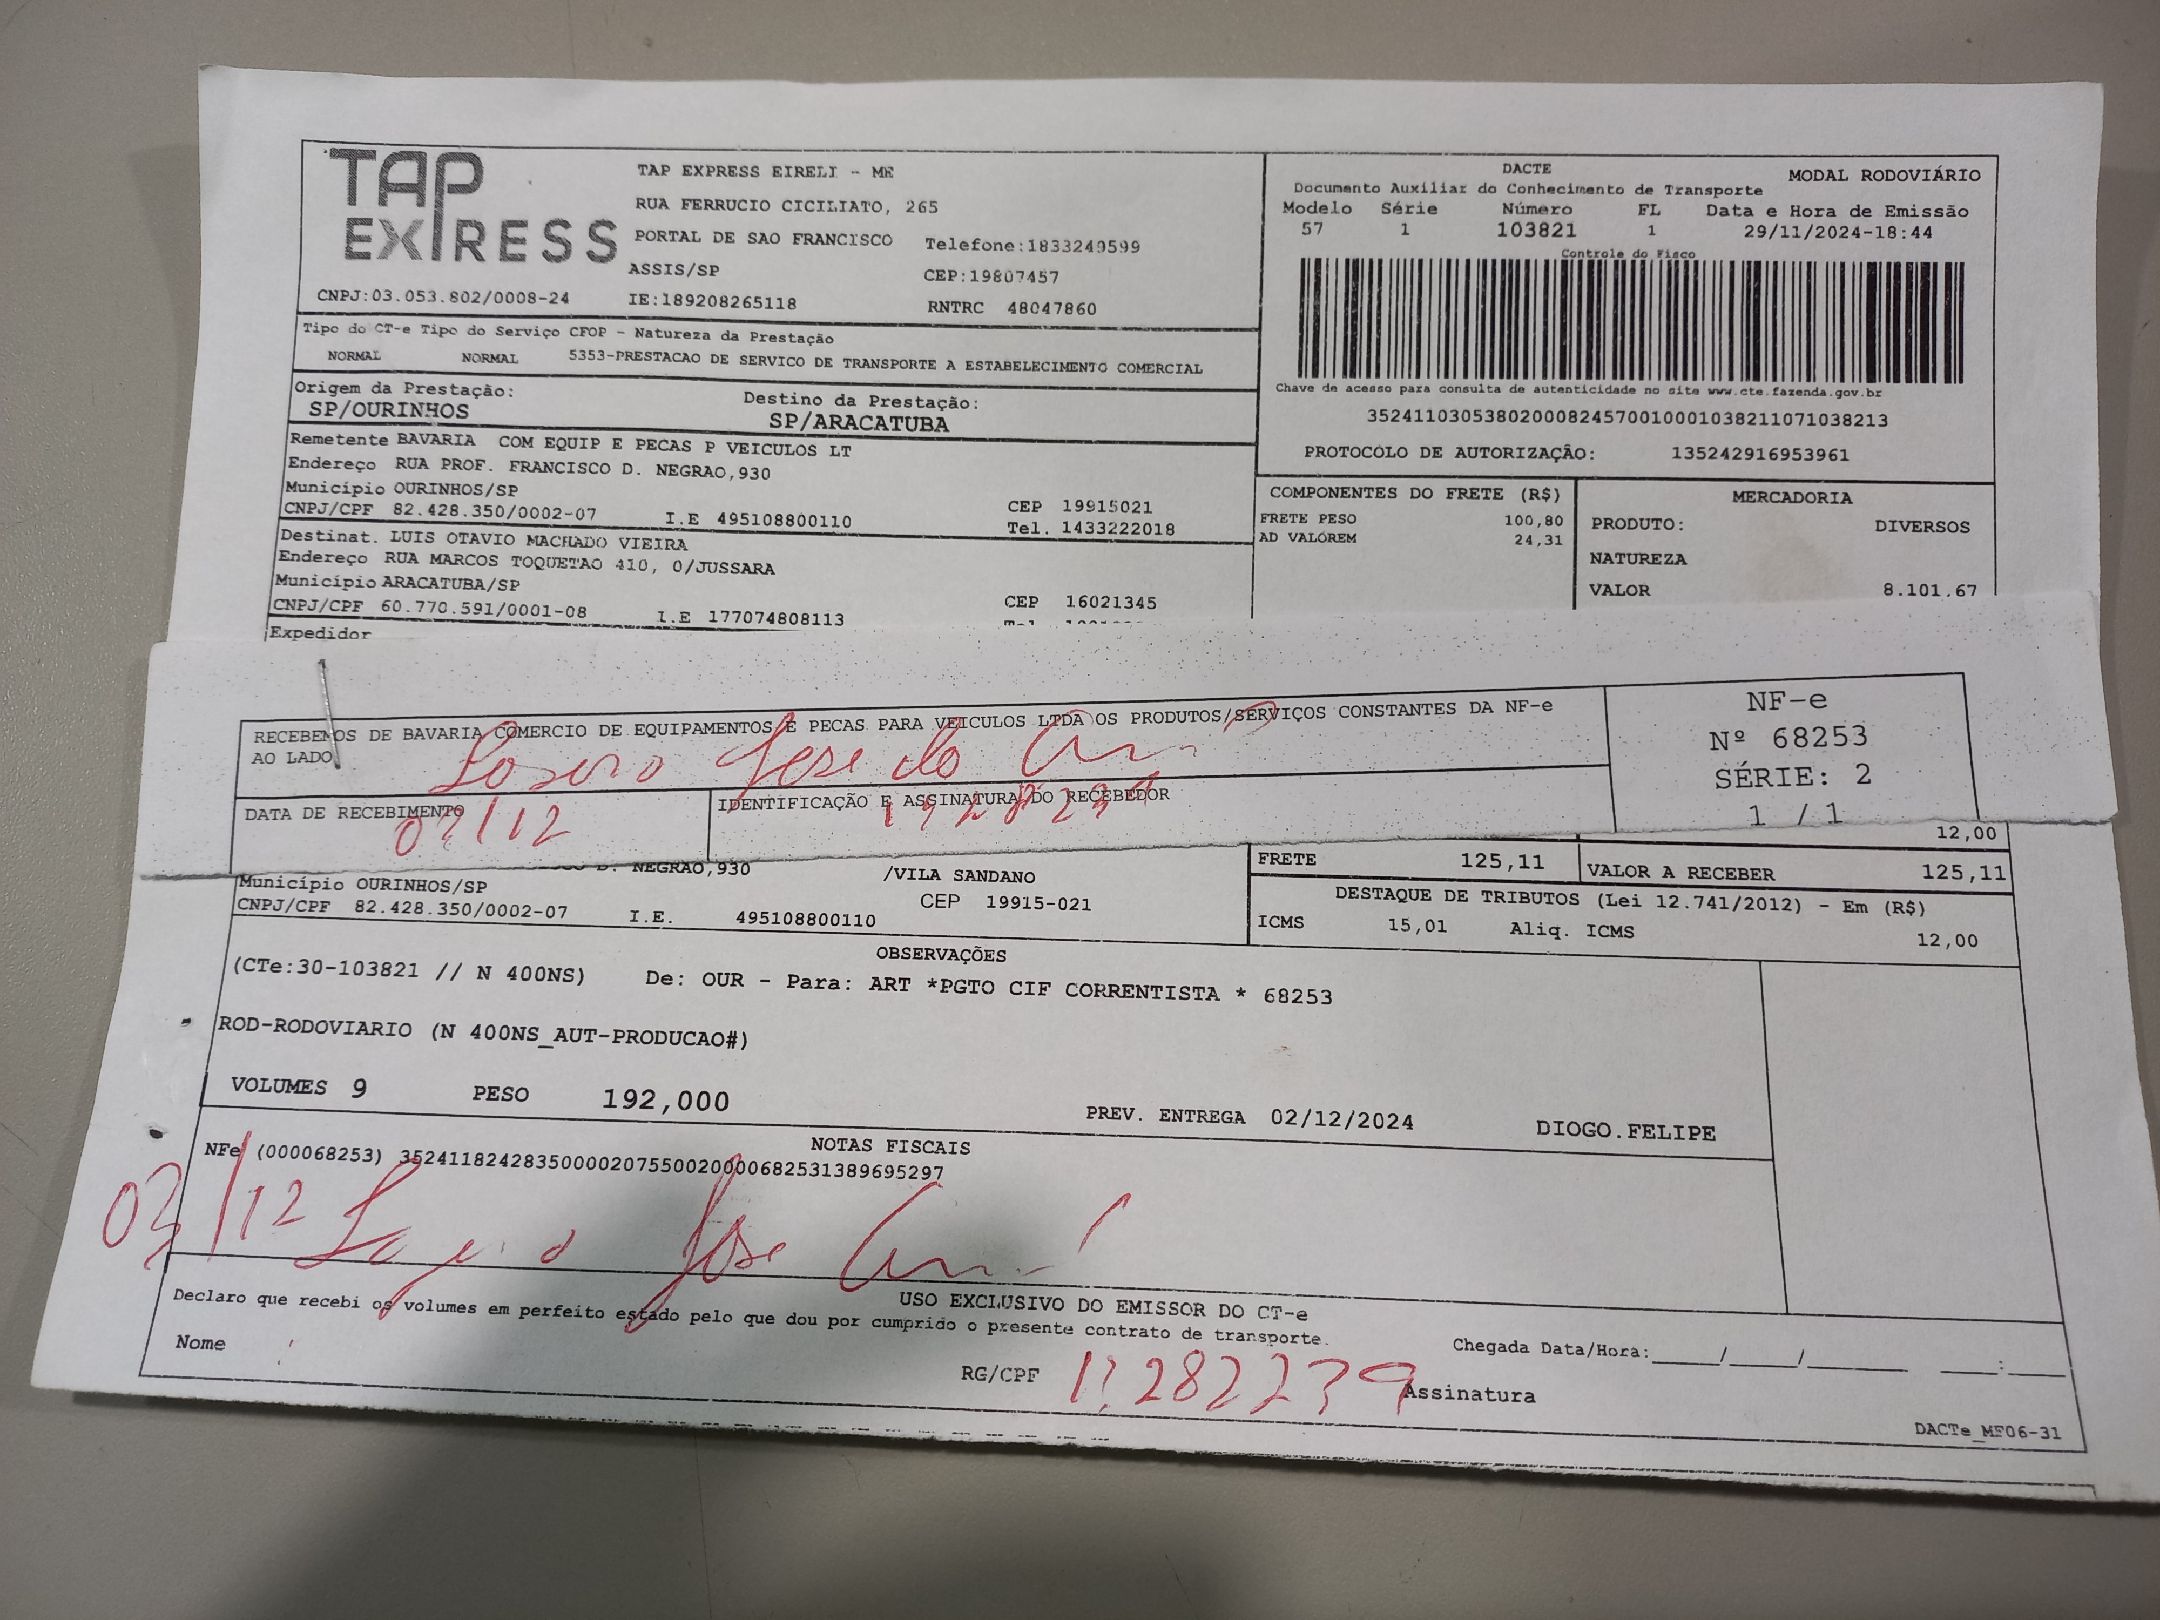 TAP EXPRESS
TAP EXPRESS EIRELI - ME
RUA FERRUCIO CICILIATO, 265
PORTAL DE SAO FRANCISCO Telefone:1833249599
ASSIS/SP CEP:19807457
CNPJ:03.053.802/0008-24 IE:189208265118 RNTRC 48047860
DACTE MODAL RODOVIÁRIO
Documento Auxiliar do Conhecimento de Transporte
Modelo Série Número FL Data e Hora de Emissão
57 1 103821 1 29/11/2024-18:44
Controle do Fisco
Chave de acesso para consulta de autenticidade no site www.cte.fazenda.gov.br
35241103053802000824570010001038211071038213
PROTOCOLO DE AUTORIZAÇÃO: 135242916953961
Tipo do CT-e Tipo do Serviço CFOP - Natureza da Prestação
NORMAL NORMAL 5353-PRESTACAO DE SERVICO DE TRANSPORTE A ESTABELECIMENTO COMERCIAL
Origem da Prestação: Destino da Prestação:
SP/OURINHOS SP/ARACATUBA
Remetente BAVARIA COM EQUIP E PECAS P VEICULOS LT
Endereço RUA PROF. FRANCISCO D. NEGRAO,930
Município OURINHOS/SP CEP 19915021
CNPJ/CPF 82.428.350/0002-07 I.E 495108800110 Tel. 1433222018
Destinat. LUIS OTAVIO MACHADO VIEIRA
Endereço RUA MARCOS TOQUETAO 410, 0/JUSSARA
Município ARACATUBA/SP CEP 16021345
CNPJ/CPF 60.770.591/0001-08 I.E 177074808113
Expedidor
COMPONENTES DO FRETE (R$)
FRETE PESO 100,80
AD VALOREM 24,31
MERCADORIA
PRODUTO: DIVERSOS
NATUREZA
VALOR 8.101,67
RECEBEMOS DE BAVARIA COMERCIO DE EQUIPAMENTOS E PECAS PARA VEICULOS LTDA OS PRODUTOS/SERVIÇOS CONSTANTES DA NF-e
AO LADO
Jose
DATA DE RECEBIMENTO IDENTIFICAÇÃO E ASSINATURA DO RECEBEDOR
03/12
NF-e
Nº 68253
SÉRIE: 2
1 / 1
12,00
D. NEGRAO,930 /VILA SANDANO
Município OURINHOS/SP CEP 19915-021
CNPJ/CPF 82.428.350/0002-07 I.E. 495108800110
FRETE 125,11 VALOR A RECEBER 125,11
DESTAQUE DE TRIBUTOS (Lei 12.741/2012) - Em (R$)
ICMS 15,01 Aliq. ICMS 12,00
OBSERVAÇÕES
(CTe:30-103821 // N 400NS) De: OUR - Para: ART *PGTO CIF CORRENTISTA * 68253
ROD-RODOVIARIO (N 400NS_AUT-PRODUCAO#)
VOLUMES 9 PESO 192,000 PREV. ENTREGA 02/12/2024 DIOGO.FELIPE
NOTAS FISCAIS
NFe (000068253) 35241182428350000207550020000682531389695297
03/12 Jose
USO EXCLUSIVO DO EMISSOR DO CT-e
Declaro que recebi os volumes em perfeito estado pelo que dou por cumprido o presente contrato de transporte.
Nome RG/CPF Assinatura
Chegada Data/Hora:____/____/______ ___:___
DACTe_MF06-31